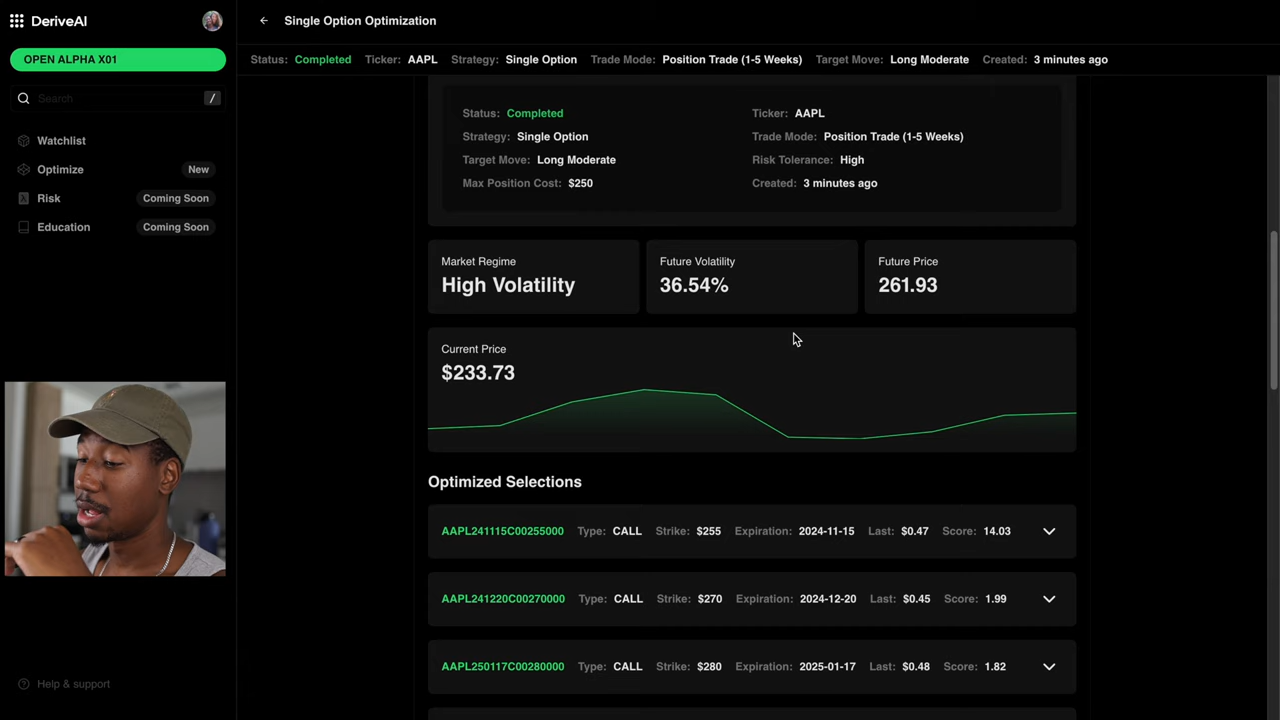 DeriveAI
OPEN ALPHA X01
Search /
Watchlist
Optimize New
Risk Coming Soon
Education Coming Soon
Help & support
Single Option Optimization
Status: Completed Ticker: AAPL Strategy: Single Option Trade Mode: Position Trade (1-5 Weeks) Target Move: Long Moderate Created: 3 minutes ago
Status: Completed Ticker: AAPL
Strategy: Single Option Trade Mode: Position Trade (1-5 Weeks)
Target Move: Long Moderate Risk Tolerance: High
Max Position Cost: $250 Created: 3 minutes ago
Market Regime
High Volatility
Future Volatility
36.54%
Future Price
261.93
Current Price
$233.73
Optimized Selections
AAPL241115C00255000 Type: CALL Strike: $255 Expiration: 2024-11-15 Last: $0.47 Score: 14.03
AAPL241220C00270000 Type: CALL Strike: $270 Expiration: 2024-12-20 Last: $0.45 Score: 1.99
AAPL250117C00280000 Type: CALL Strike: $280 Expiration: 2025-01-17 Last: $0.48 Score: 1.82